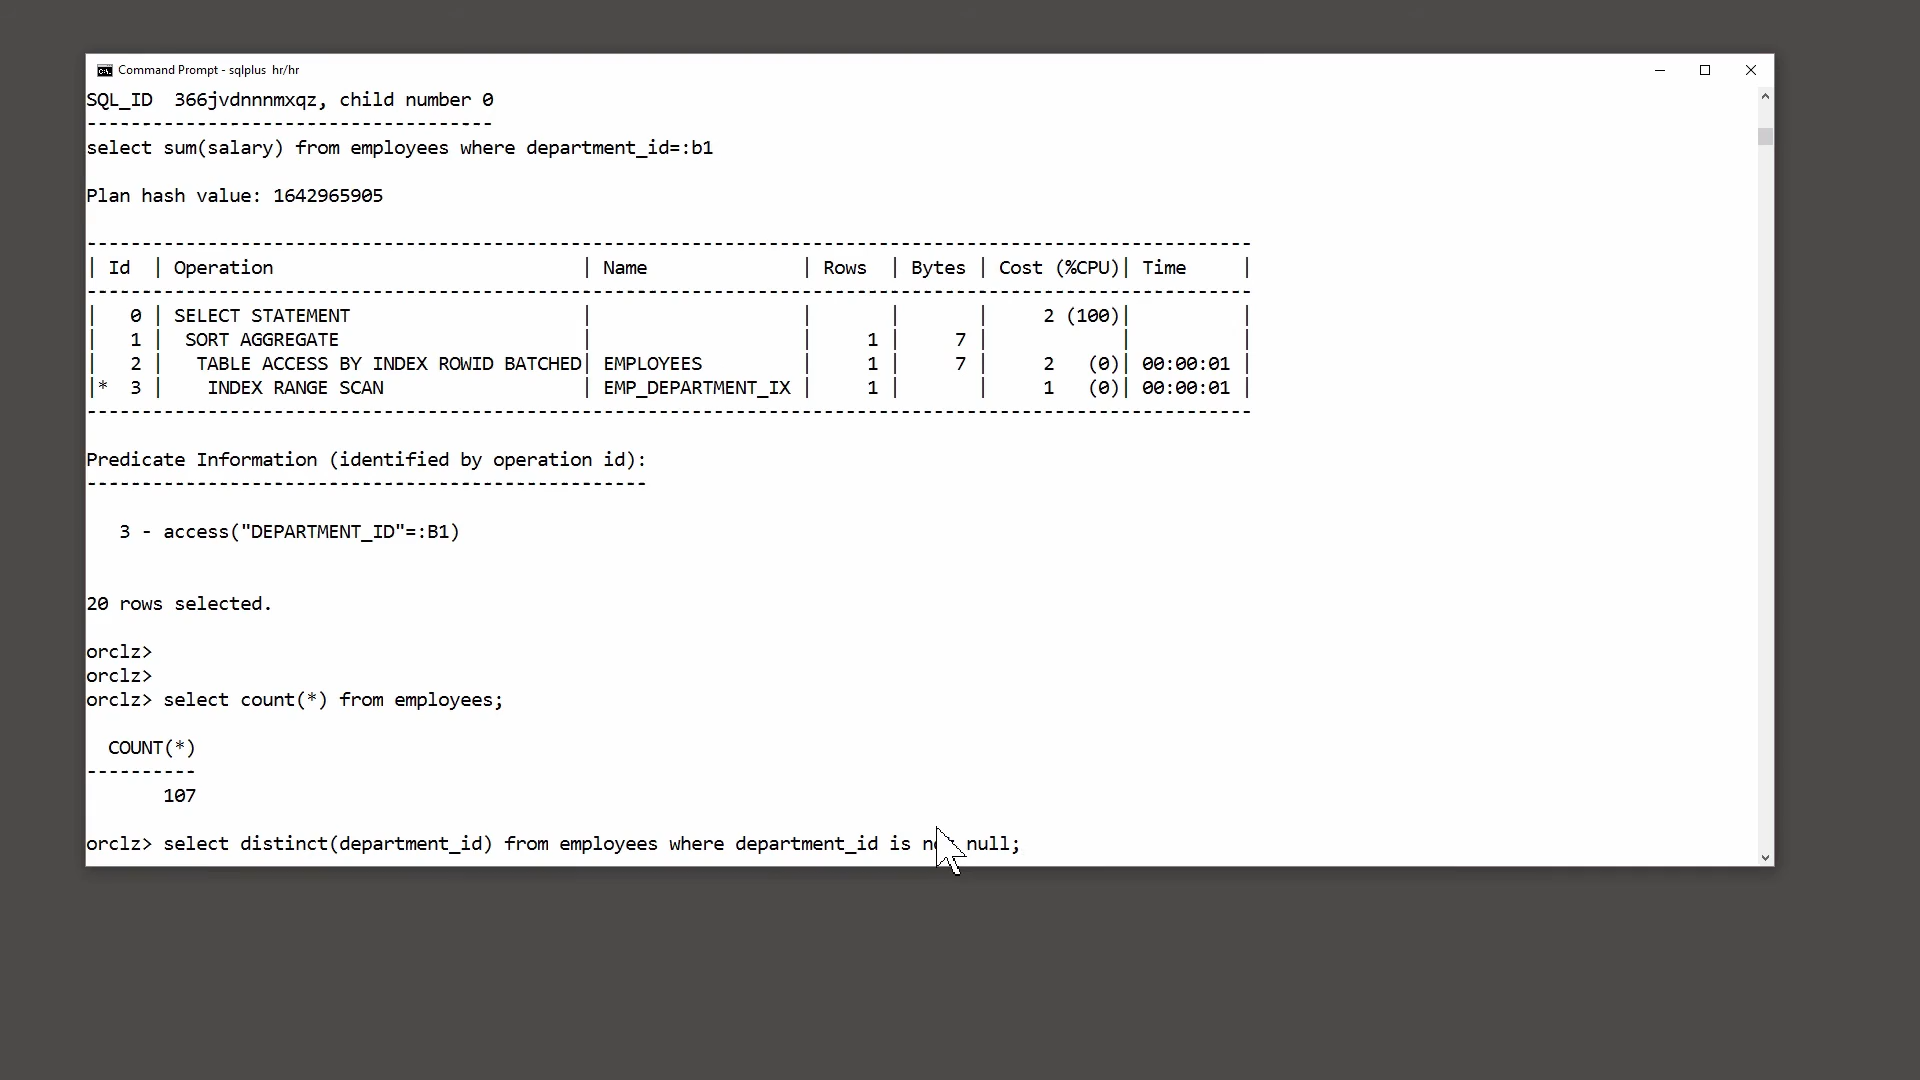 Command Prompt - sqlplus  hr/hr
SQL_ID  366jvdnnnmxqz, child number 0
-------------------------------------
select sum(salary) from employees where department_id=:b1
Plan hash value: 1642965905
----------------------------------------------------------------------------------------------------------
| Id  | Operation                            | Name              | Rows  | Bytes | Cost (%CPU)| Time     |
----------------------------------------------------------------------------------------------------------
|   0 | SELECT STATEMENT                     |                   |       |       |     2 (100)|          |
|   1 |  SORT AGGREGATE                      |                   |     1 |     7 |            |          |
|   2 |   TABLE ACCESS BY INDEX ROWID BATCHED| EMPLOYEES         |     1 |     7 |     2   (0)| 00:00:01 |
|*  3 |    INDEX RANGE SCAN                  | EMP_DEPARTMENT_IX |     1 |       |     1   (0)| 00:00:01 |
----------------------------------------------------------------------------------------------------------
Predicate Information (identified by operation id):
---------------------------------------------------
   3 - access("DEPARTMENT_ID"=:B1)
20 rows selected.
orclz>
orclz>
orclz> select count(*) from employees;
  COUNT(*)
----------
       107
orclz> select distinct(department_id) from employees where department_id is not null;